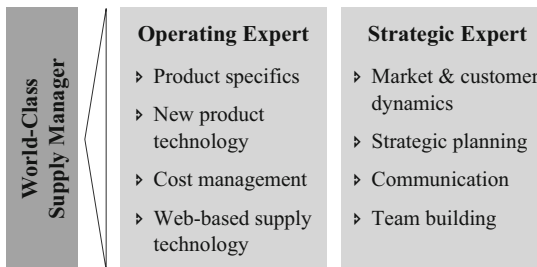 World-Class
Supply Manager
Operating Expert
Product specifics
New product
technology
Cost management
Web-based supply
technology
Strategic Expert
Market & customer
dynamics
Strategic planning
Communication
Team building